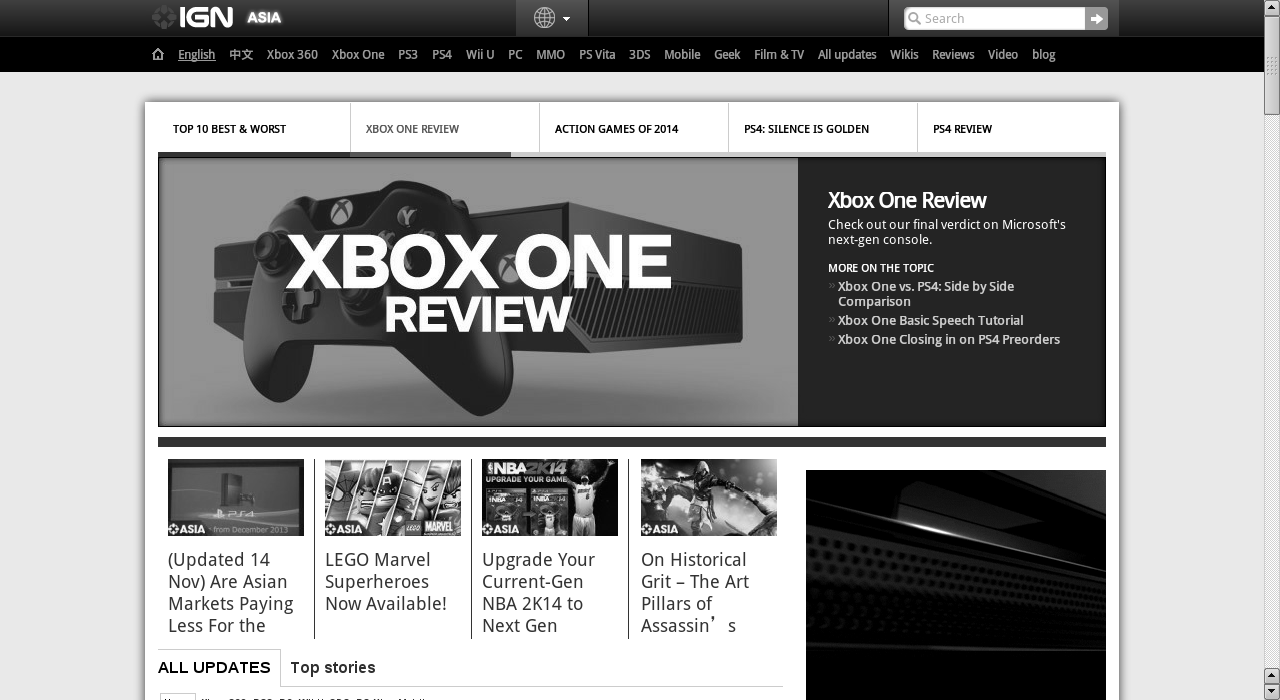 IGN ASIA
Search
English 中文 Xbox 360 Xbox One PS3 PS4 Wii U PC MMO PS Vita 3DS Mobile Geek Film & TV All updates Wikis Reviews Video blog
TOP 10 BEST & WORST
XBOX ONE REVIEW
ACTION GAMES OF 2014
PS4: SILENCE IS GOLDEN
PS4 REVIEW
XBOX ONE
REVIEW
Xbox One Review
Check out our final verdict on Microsoft's
next-gen console.
MORE ON THE TOPIC
» Xbox One vs. PS4: Side by Side
Comparison
» Xbox One Basic Speech Tutorial
» Xbox One Closing in on PS4 Preorders
PS4
from December 2013
ASIA
(Updated 14
Nov) Are Asian
Markets Paying
Less For the
ASIA
LEGO MARVEL
LEGO Marvel
Superheroes
Now Available!
NBA2K14
UPGRADE YOUR GAME
ASIA
Upgrade Your
Current-Gen
NBA 2K14 to
Next Gen
ASIA
On Historical
Grit – The Art
Pillars of
Assassin’s
ALL UPDATES
Top stories